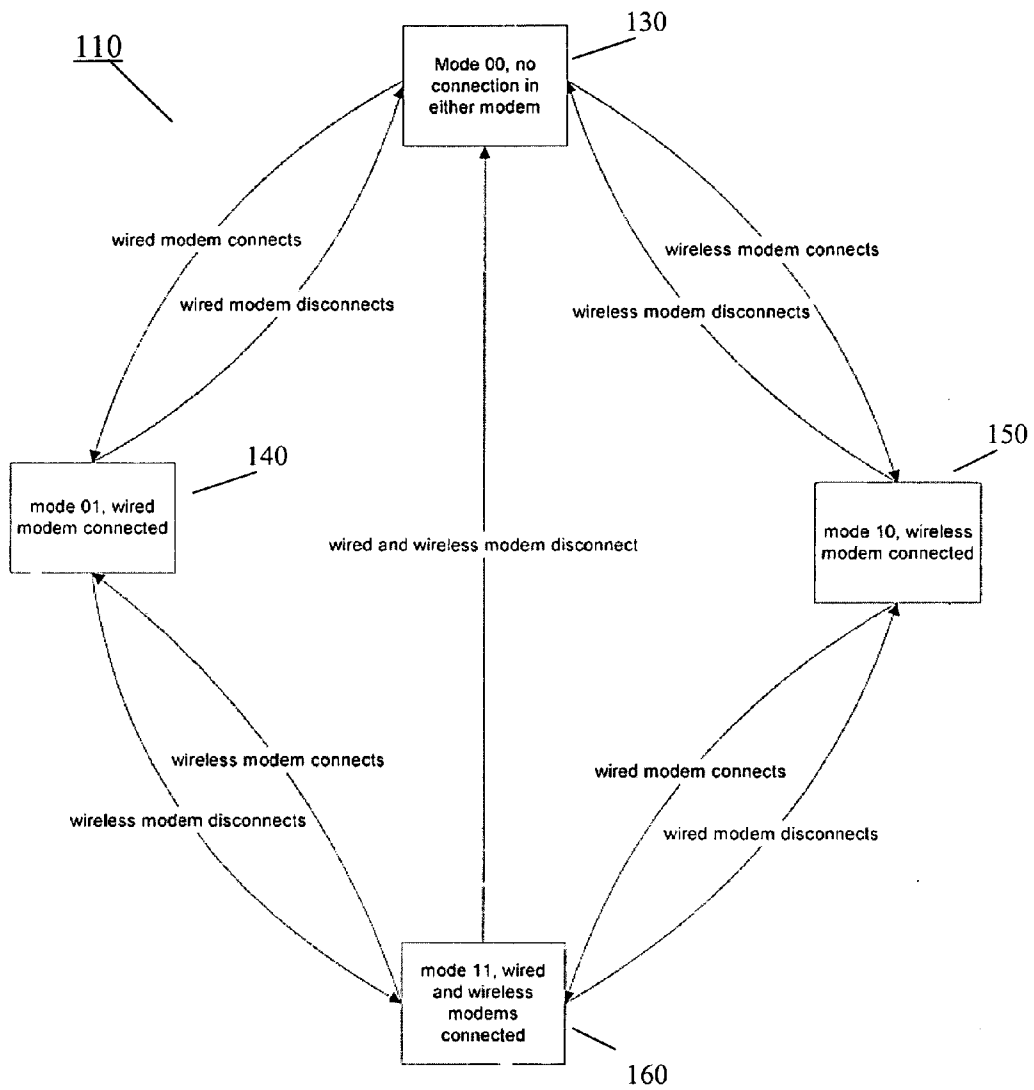 110
130
Mode 00, no
connection in
either modem
wired modem connects
wireless modem connects
wired modem disconnects
wireless modem disconnects
140
150
mode 01, wired
modem connected
mode 10, wireless
modem connected
wired and wireless modem disconnect
wireless modem connects
wired modem connects
wireless modem disconnects
wired modem disconnects
mode 11, wired
and wireless
modems
connected
160